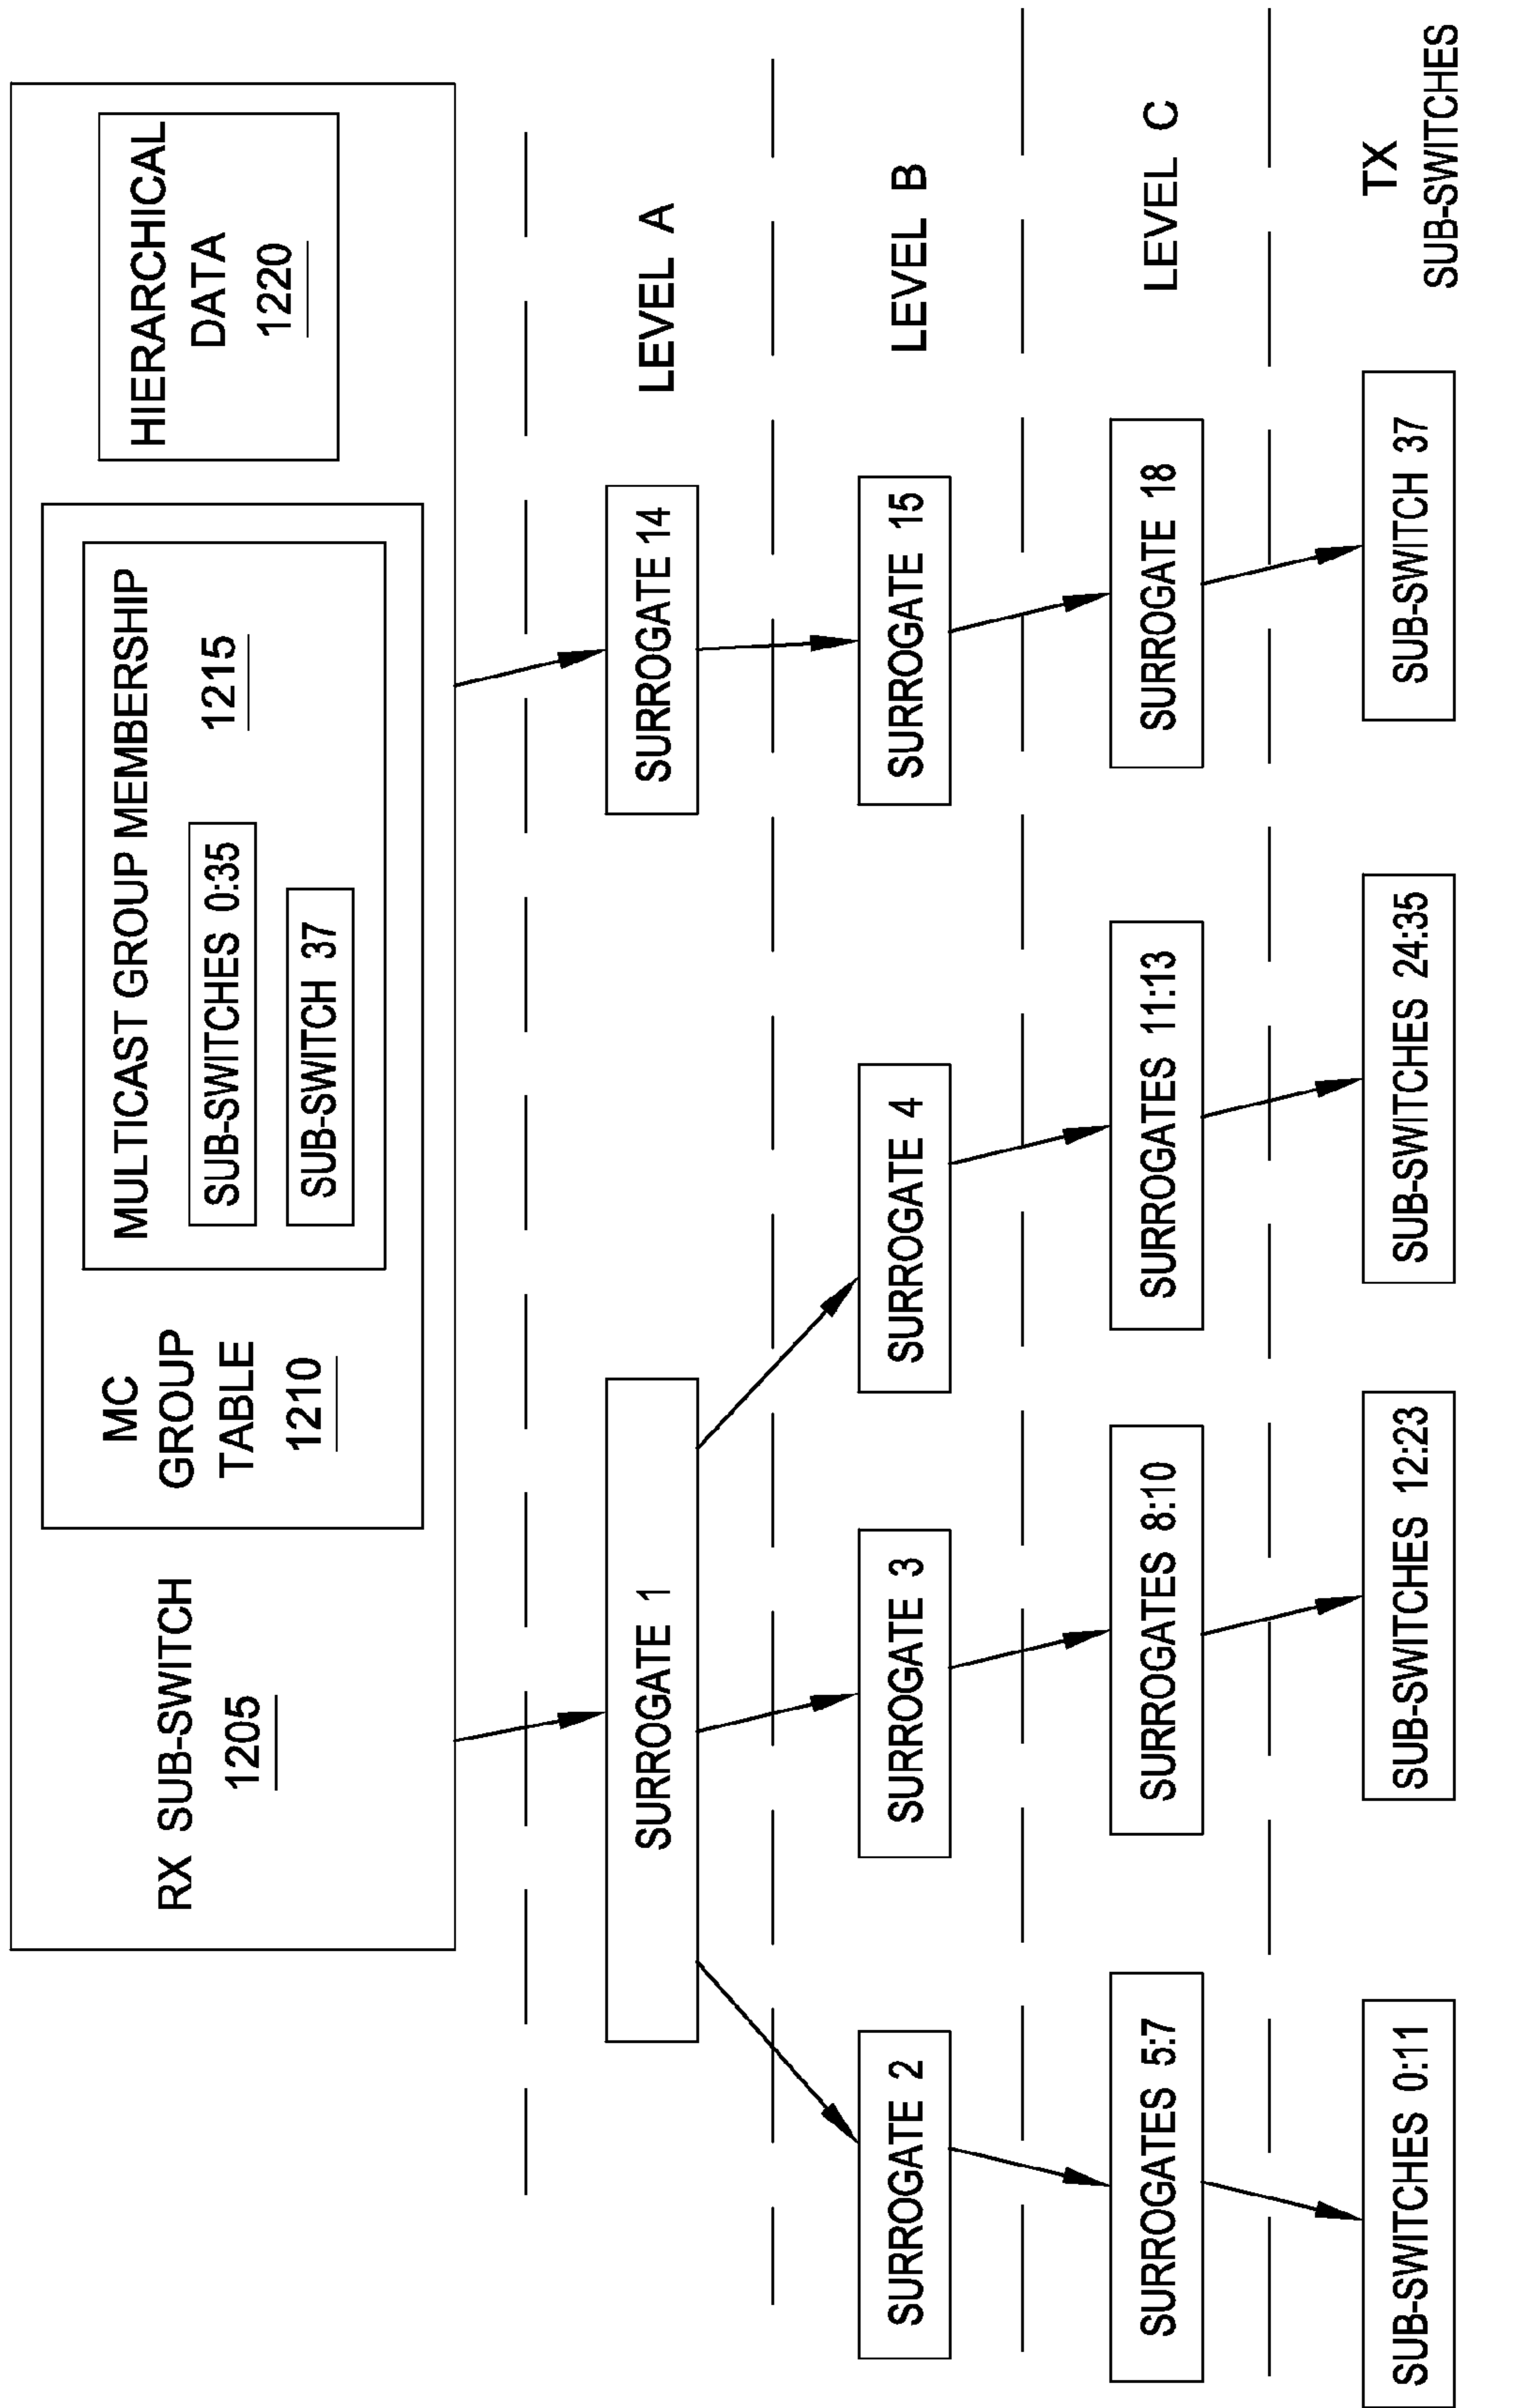 RX SUB-SWITCH
1205
MC
GROUP
TABLE
1210
MULTICAST GROUP MEMBERSHIP
1215
SUB-SWITCHES 0:35
SUB-SWITCH 37
HIERARCHICAL
DATA
1220
SURROGATE 1
SURROGATE 14
LEVEL A
SURROGATE 2
SURROGATE 3
SURROGATE 4
SURROGATE 15
LEVEL B
SURROGATES 5:7
SURROGATES 8:10
SURROGATES 11:13
SURROGATE 18
LEVEL C
SUB-SWITCHES 0:11
SUB-SWITCHES 12:23
SUB-SWITCHES 24:35
SUB-SWITCH 37
TX
SUB-SWITCHES